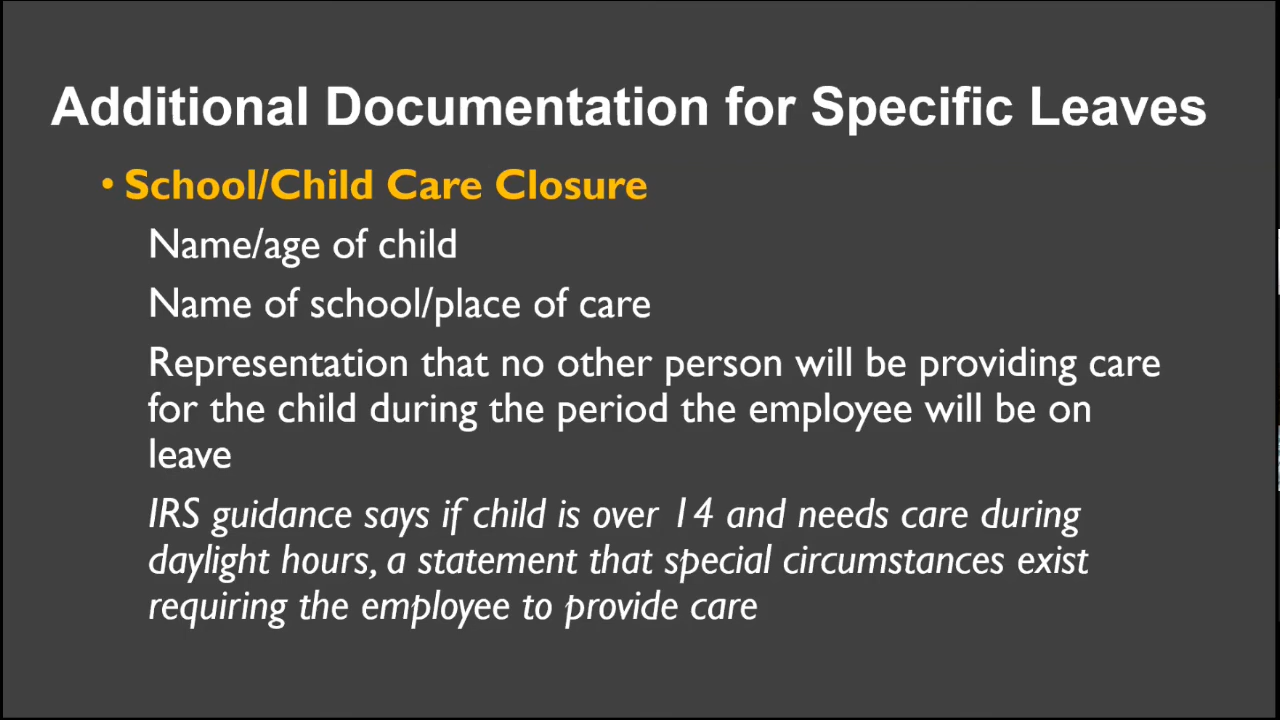 Additional Documentation for Specific Leaves
• School/Child Care Closure
Name/age of child
Name of school/place of care
Representation that no other person will be providing care
for the child during the period the employee will be on
leave
IRS guidance says if child is over 14 and needs care during
daylight hours, a statement that special circumstances exist
requiring the employee to provide care